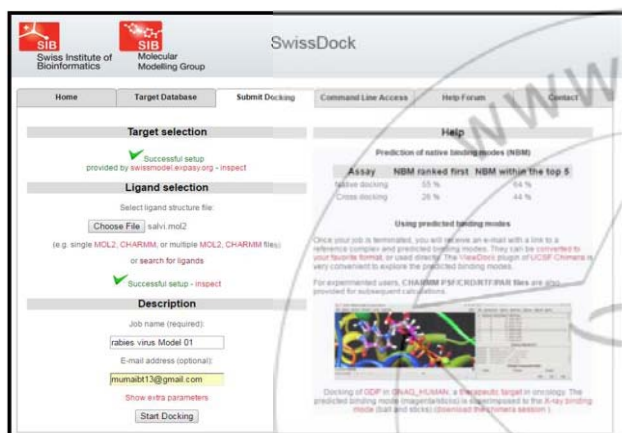 SIB
Swiss Institute of
Bioinformatics
SIB
Molecular
Modelling Group
SwissDock
Home
Target Database
Submit Docking
Command Line Access
Help Forum
Contact
Target selection
Successful setup
provided by swissmodel.expasy.org - inspect
Ligand selection
Select ligand structure file:
Choose File salvi.mol2
(e.g. single MOL2, CHARMM, or multiple MOL2, CHARMM files)
or search for ligands
Successful setup - inspect
Description
Job name (required):
rabies virus Model 01
E-mail address (optional):
mumaibt13@gmail.com
Show extra parameters
Start Docking
Help
Prediction of native binding modes (NBM)
Assay NBM ranked first NBM within the top 5
Native docking 55 % 64 %
Cross docking 26 % 44 %
Using predicted binding modes
Once your job is terminated, you will receive an e-mail with a link to a
reference complex and predicted binding modes. They can be converted to
your favorite format, or used directly. The ViewDock plugin of UCSF Chimera is
very convenient to explore the predicted binding modes.
For experimented users, CHARMM PSF/CRD/RTF/PAR files are also
provided for subsequent calculations.
Docking of GDP in GNAQ_HUMAN, a therapeutic target in oncology. The
predicted binding mode (magenta/sticks) is superimposed to the X-ray binding
mode (ball and sticks) (download the chimera session ).
www